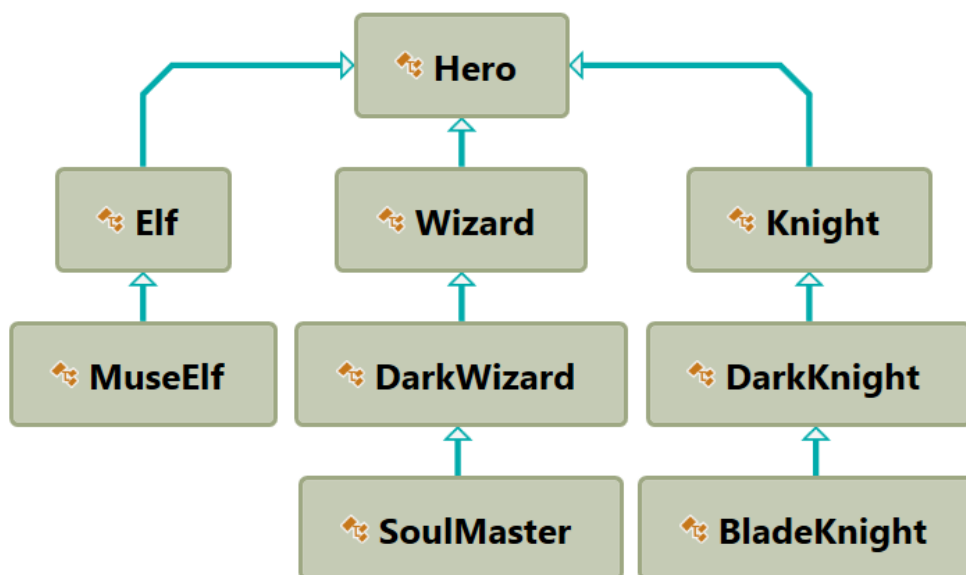 Hero
Elf
Wizard
Knight
MuseElf
DarkWizard
DarkKnight
SoulMaster
BladeKnight